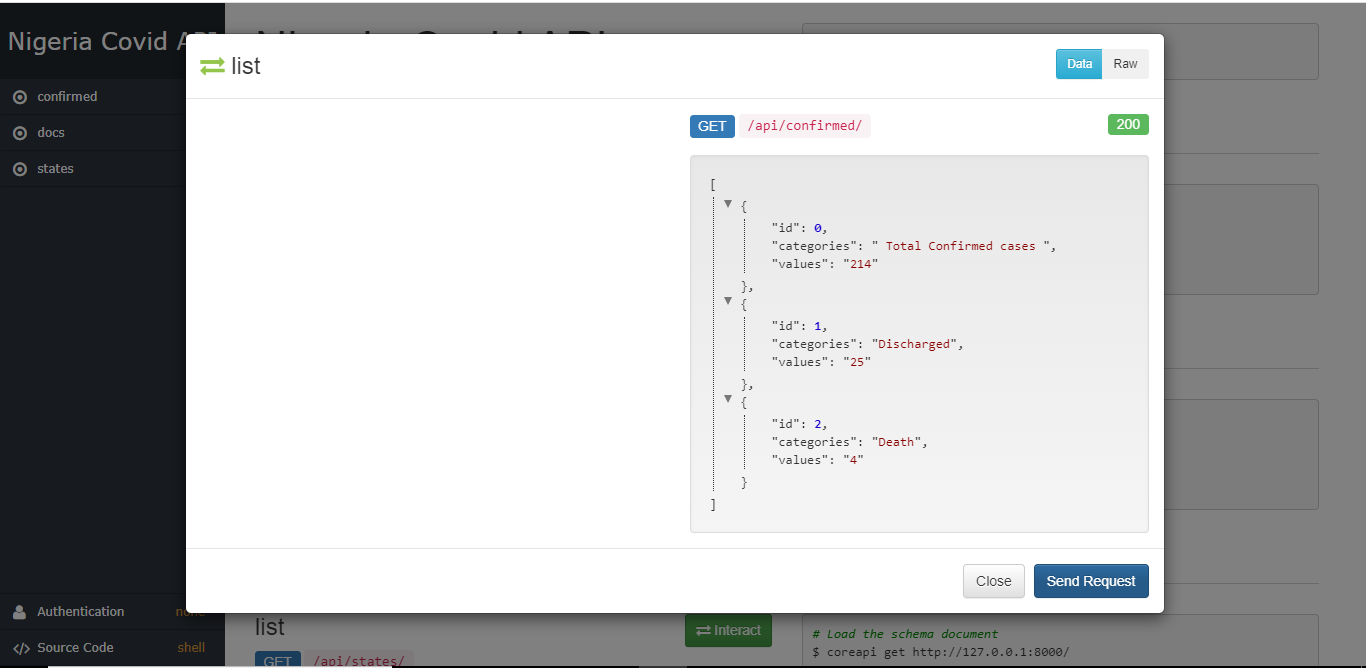 Nigeria Covid API
confirmed
docs
states
list
Data Raw
GET /api/confirmed/ 200
[
{
"id": 0,
"categories": " Total Confirmed cases ",
"values": "214"
},
{
"id": 1,
"categories": "Discharged",
"values": "25"
},
{
"id": 2,
"categories": "Death",
"values": "4"
}
]
Close Send Request
Authentication none
Source Code shell
list
Interact
GET /api/states/
# Load the schema document
$ coreapi get http://127.0.0.1:8000/